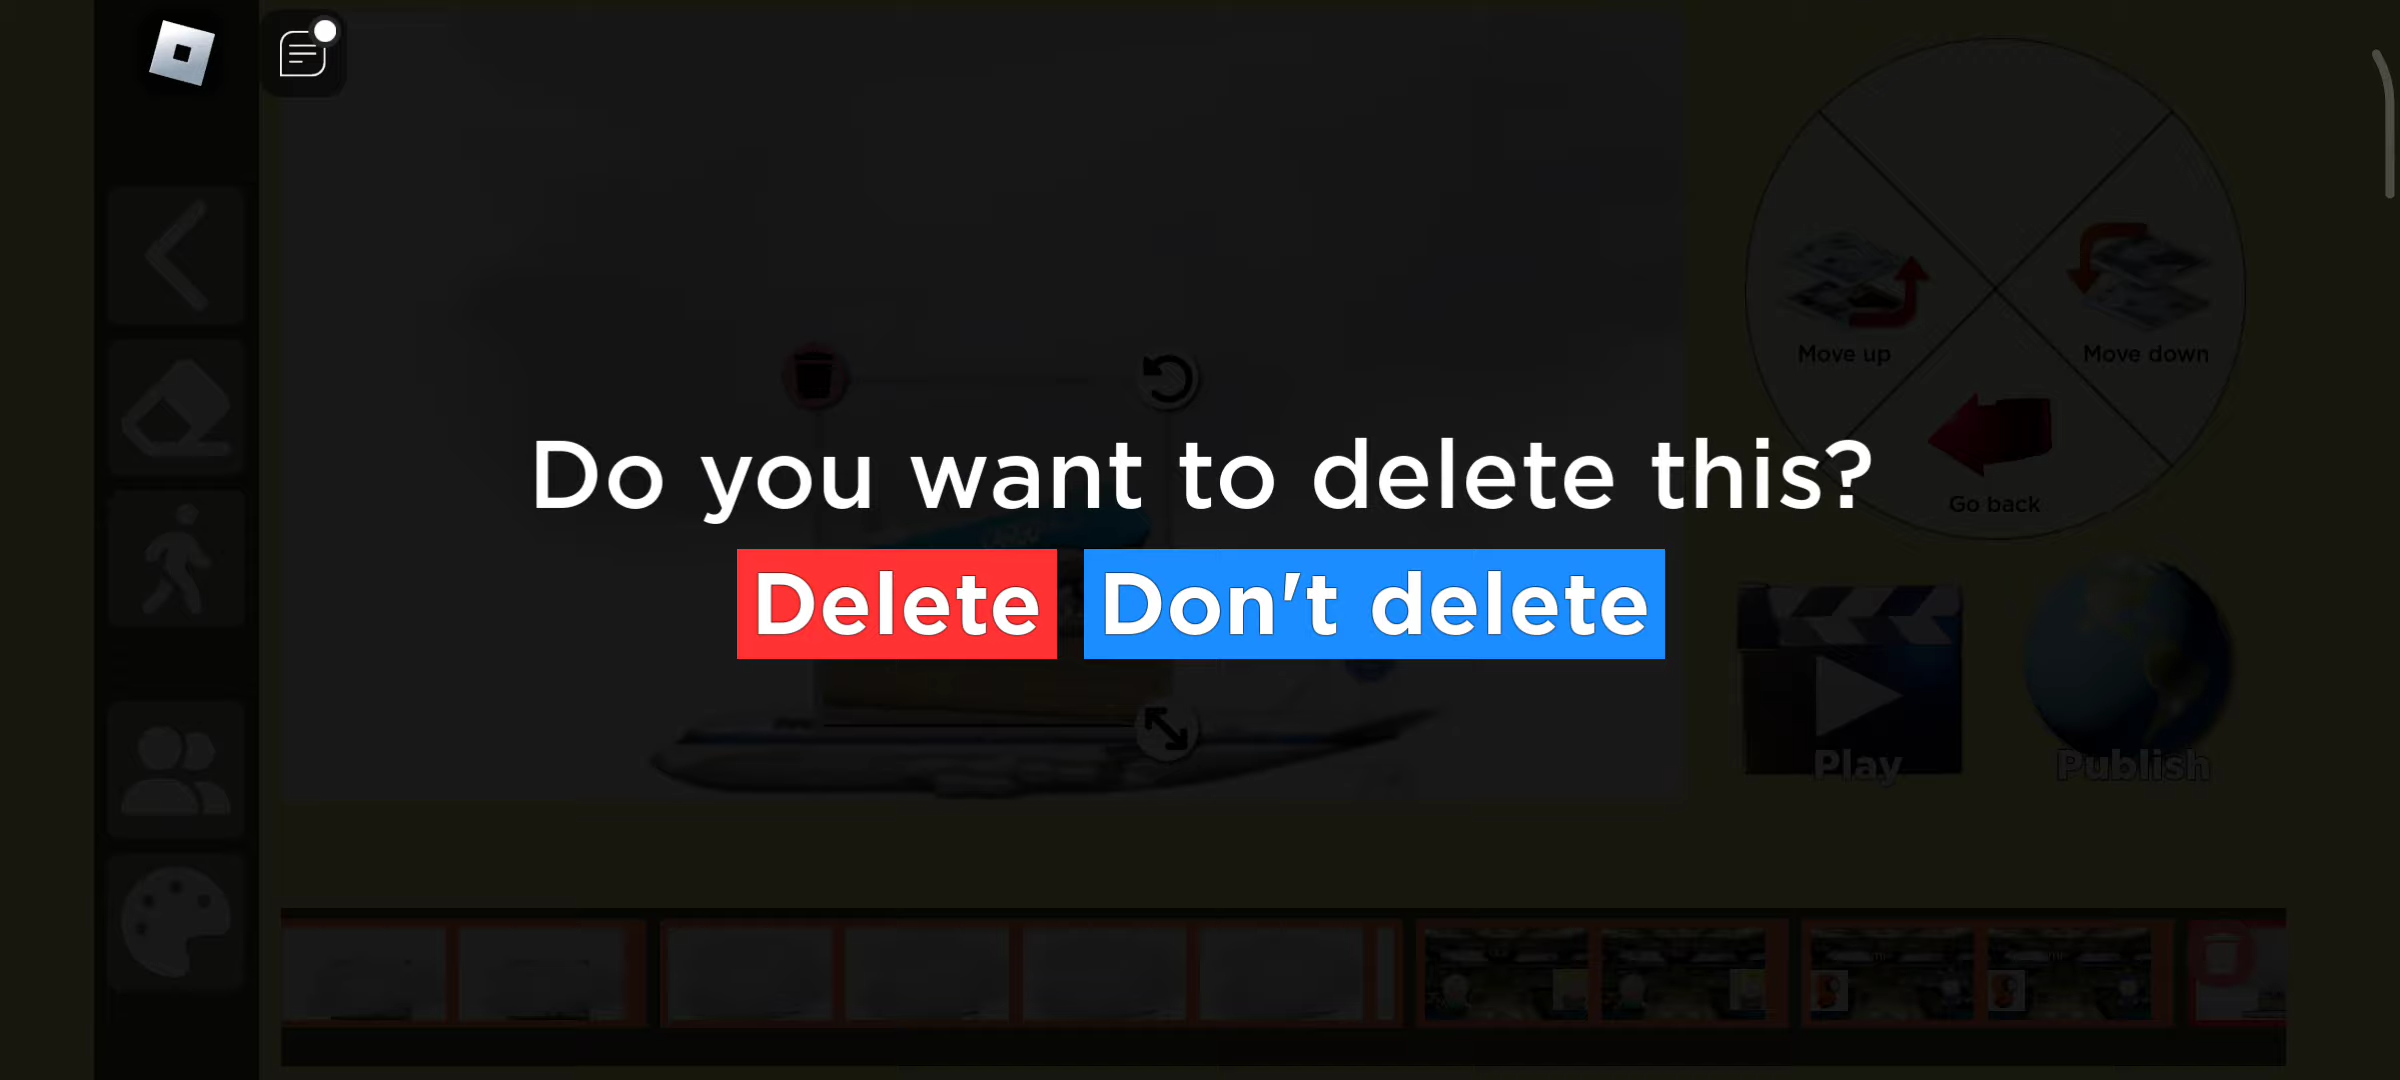 Do you want to delete this?
Delete Don't delete
Move up
Move down
Go back
Play
Publish